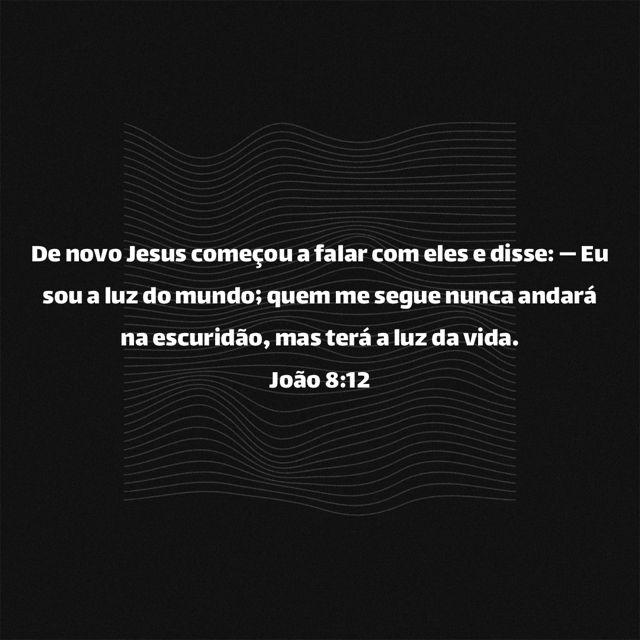 De novo Jesus começou a falar com eles e disse: — Eu
sou a luz do mundo; quem me segue nunca andará
na escuridão, mas terá a luz da vida.
João 8:12